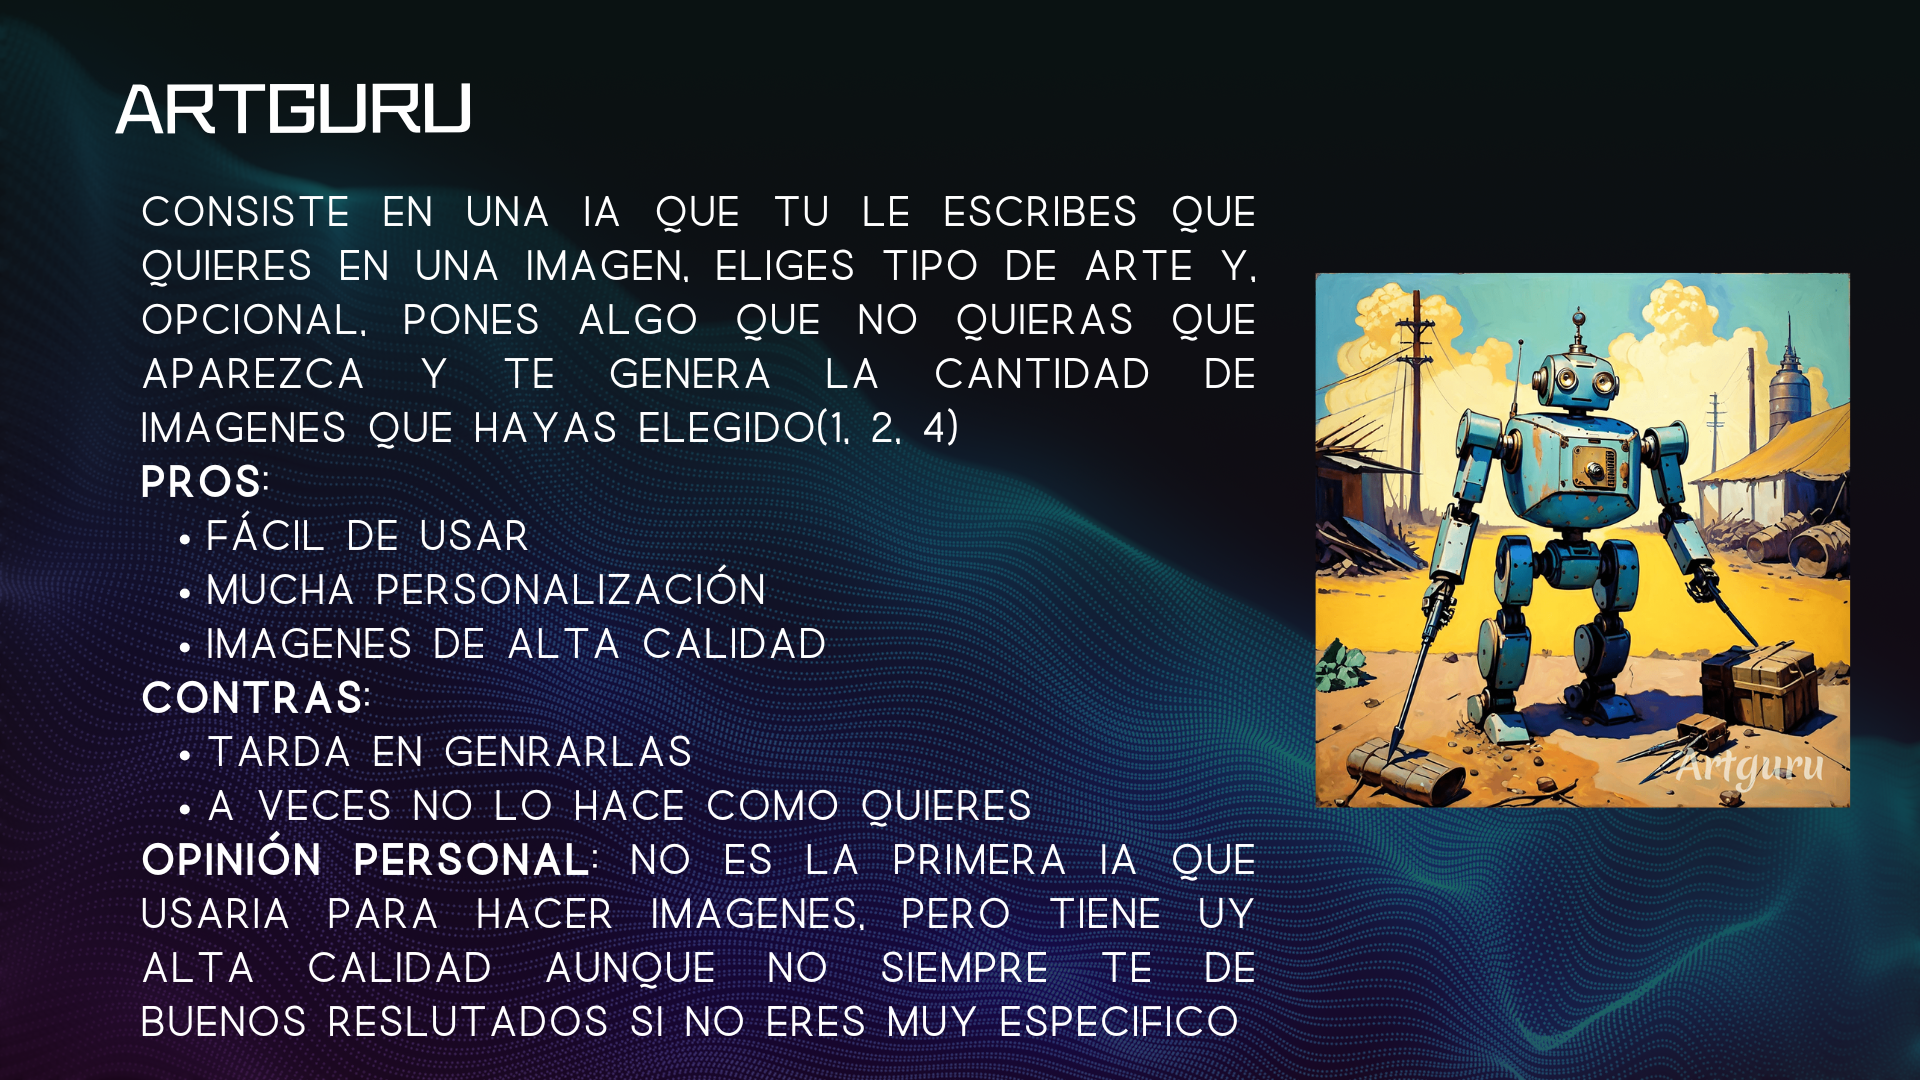 ARTGURU
CONSISTE EN UNA IA QUE TU LE ESCRIBES QUE
QUIERES EN UNA IMAGEN, ELIGES TIPO DE ARTE Y,
OPCIONAL, PONES ALGO QUE NO QUIERAS QUE
APAREZCA Y TE GENERA LA CANTIDAD DE
IMAGENES QUE HAYAS ELEGIDO(1, 2, 4)
PROS:
• FÁCIL DE USAR
• MUCHA PERSONALIZACIÓN
• IMAGENES DE ALTA CALIDAD
CONTRAS:
• TARDA EN GENRARLAS
• A VECES NO LO HACE COMO QUIERES
OPINIÓN PERSONAL: NO ES LA PRIMERA IA QUE
USARIA PARA HACER IMAGENES, PERO TIENE UY
ALTA CALIDAD AUNQUE NO SIEMPRE TE DE
BUENOS RESLUTADOS SI NO ERES MUY ESPECIFICO
Artguru